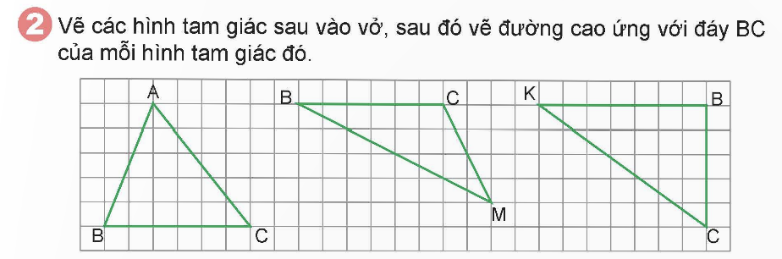 2 Vẽ các hình tam giác sau vào vở, sau đó vẽ đường cao ứng với đáy BC
của mỗi hình tam giác đó.
A
B
C
B
C
M
K
B
C